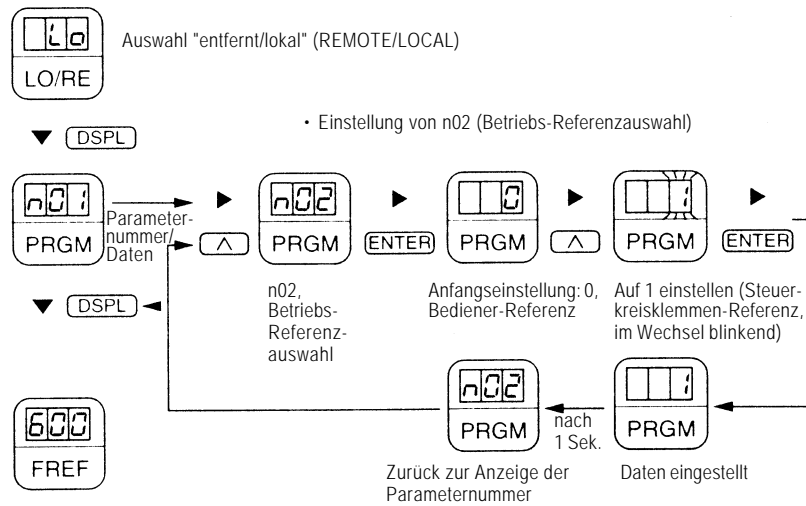 Lo
LO/RE
Auswahl "entfernt/lokal" (REMOTE/LOCAL)
DSPL
• Einstellung von n02 (Betriebs-Referenzauswahl)
n01
PRGM
Parameter-
nummer/
Daten
n02
PRGM
ENTER
0
PRGM
1
PRGM
ENTER
n02,
Betriebs-
Referenz-
auswahl
Anfangseinstellung: 0,
Bediener-Referenz
Auf 1 einstellen (Steuer-
kreisklemmen-Referenz,
im Wechsel blinkend)
DSPL
600
FREF
n02
PRGM
nach
1 Sek.
1
PRGM
Zurück zur Anzeige der
Parameternummer
Daten eingestellt